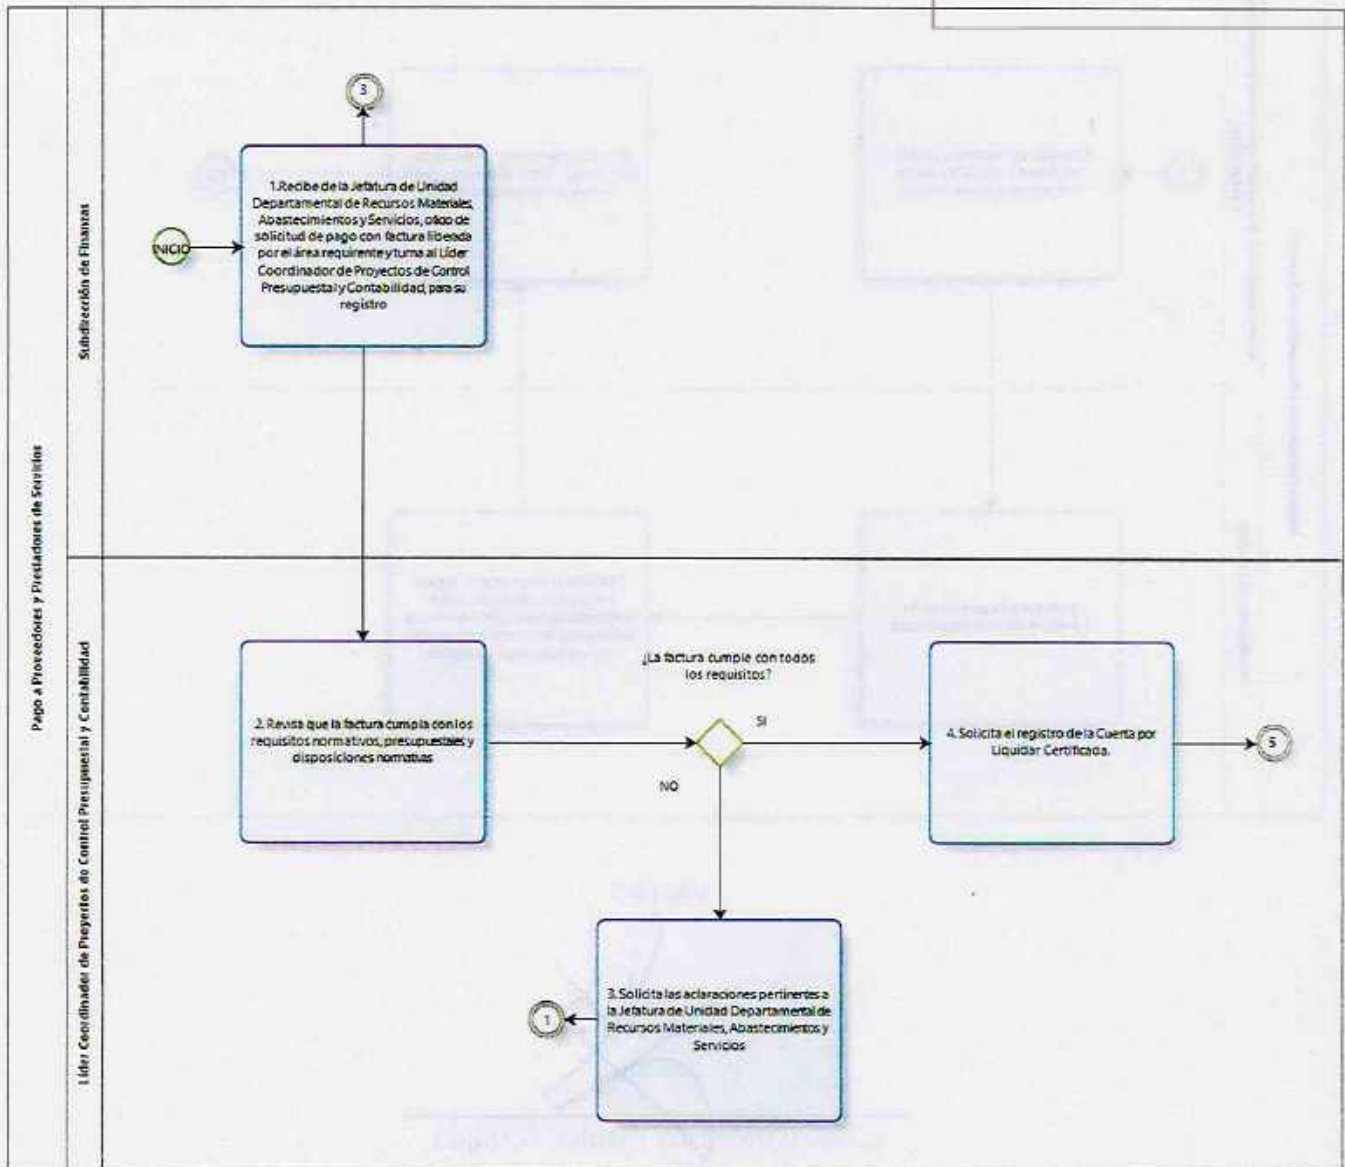 Pago a Proveedores y Prestadores de Servicios
Subdirección de Finanzas
3
INICIO
1.Recibe de la Jefatura de Unidad
Departamental de Recursos Materiales,
Abastecimientos y Servicios, oficio de
solicitud de pago con factura liberada
por el área requirente y turna al Líder
Coordinador de Proyectos de Control
Presupuestal y Contabilidad, para su
registro
Líder Coordinador de Proyectos de Control Presupuestal y Contabilidad
2. Revisa que la factura cumpla con los
requisitos normativos, presupuestales y
disposiciones normativas
¿La factura cumple con todos
los requisitos?
SI
NO
4. Solicita el registro de la Cuenta por
Liquidar Certificada.
5
3. Solicita las aclaraciones pertinentes a
la Jefatura de Unidad Departamental de
Recursos Materiales, Abastecimientos y
Servicios
1